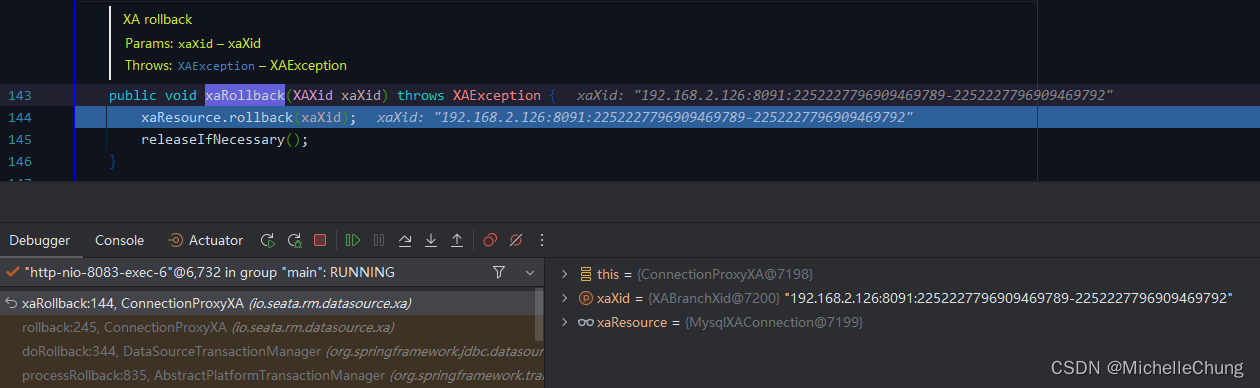 XA rollback
Params: xaXid – xaXid
Throws: XAException – XAException
143 public void xaRollback(XAXid xaXid) throws XAException { xaXid: "192.168.2.126:8091:2252227796909469789-2252227796909469792"
144 xaResource.rollback(xaXid); xaXid: "192.168.2.126:8091:2252227796909469789-2252227796909469792"
145 releaseIfNecessary();
146 }
147
Debugger Console Actuator
"http-nio-8083-exec-6"@6,732 in group "main": RUNNING
xaRollback:144, ConnectionProxyXA (io.seata.rm.datasource.xa)
rollback:245, ConnectionProxyXA (io.seata.rm.datasource.xa)
doRollback:344, DataSourceTransactionManager (org.springframework.jdbc.datasour
processRollback:835, AbstractPlatformTransactionManager (org.springframework.tra
this = {ConnectionProxyXA@7198}
xaXid = {XABranchXid@7200} "192.168.2.126:8091:2252227796909469789-2252227796909469792"
xaResource = {MysqlXAConnection@7199}
CSDN @MichelleChung